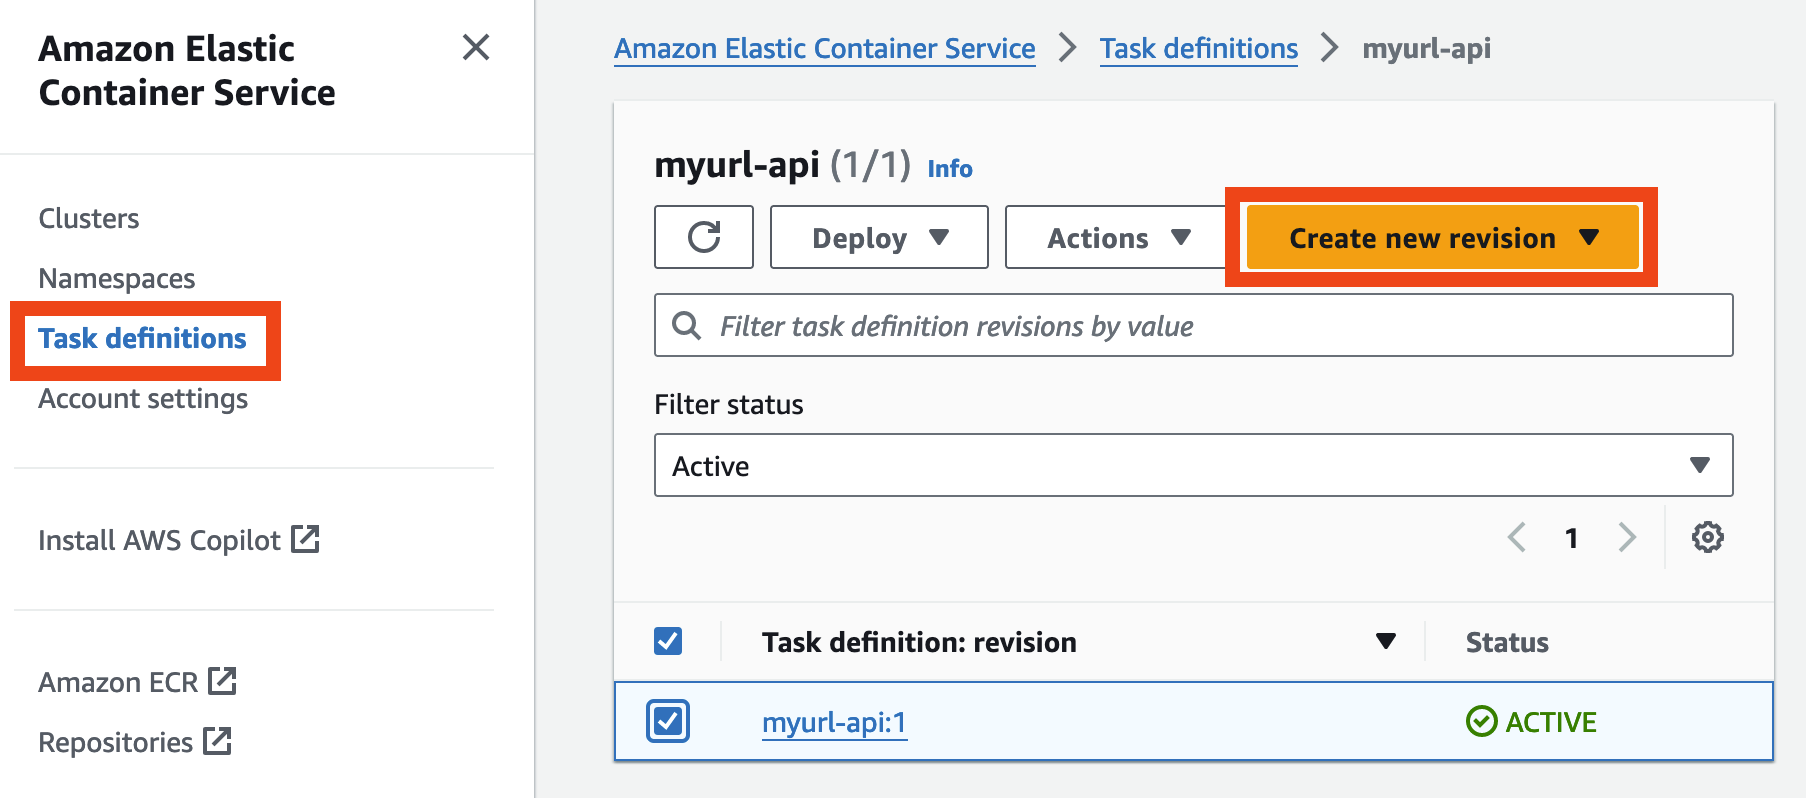 Amazon Elastic
Container Service
Clusters
Namespaces
Task definitions
Account settings
Install AWS Copilot
Amazon ECR
Repositories
Amazon Elastic Container Service > Task definitions > myurl-api
myurl-api (1/1) Info
Deploy Actions Create new revision
Filter task definition revisions by value
Filter status
Active
1
Task definition: revision Status
myurl-api:1 ACTIVE